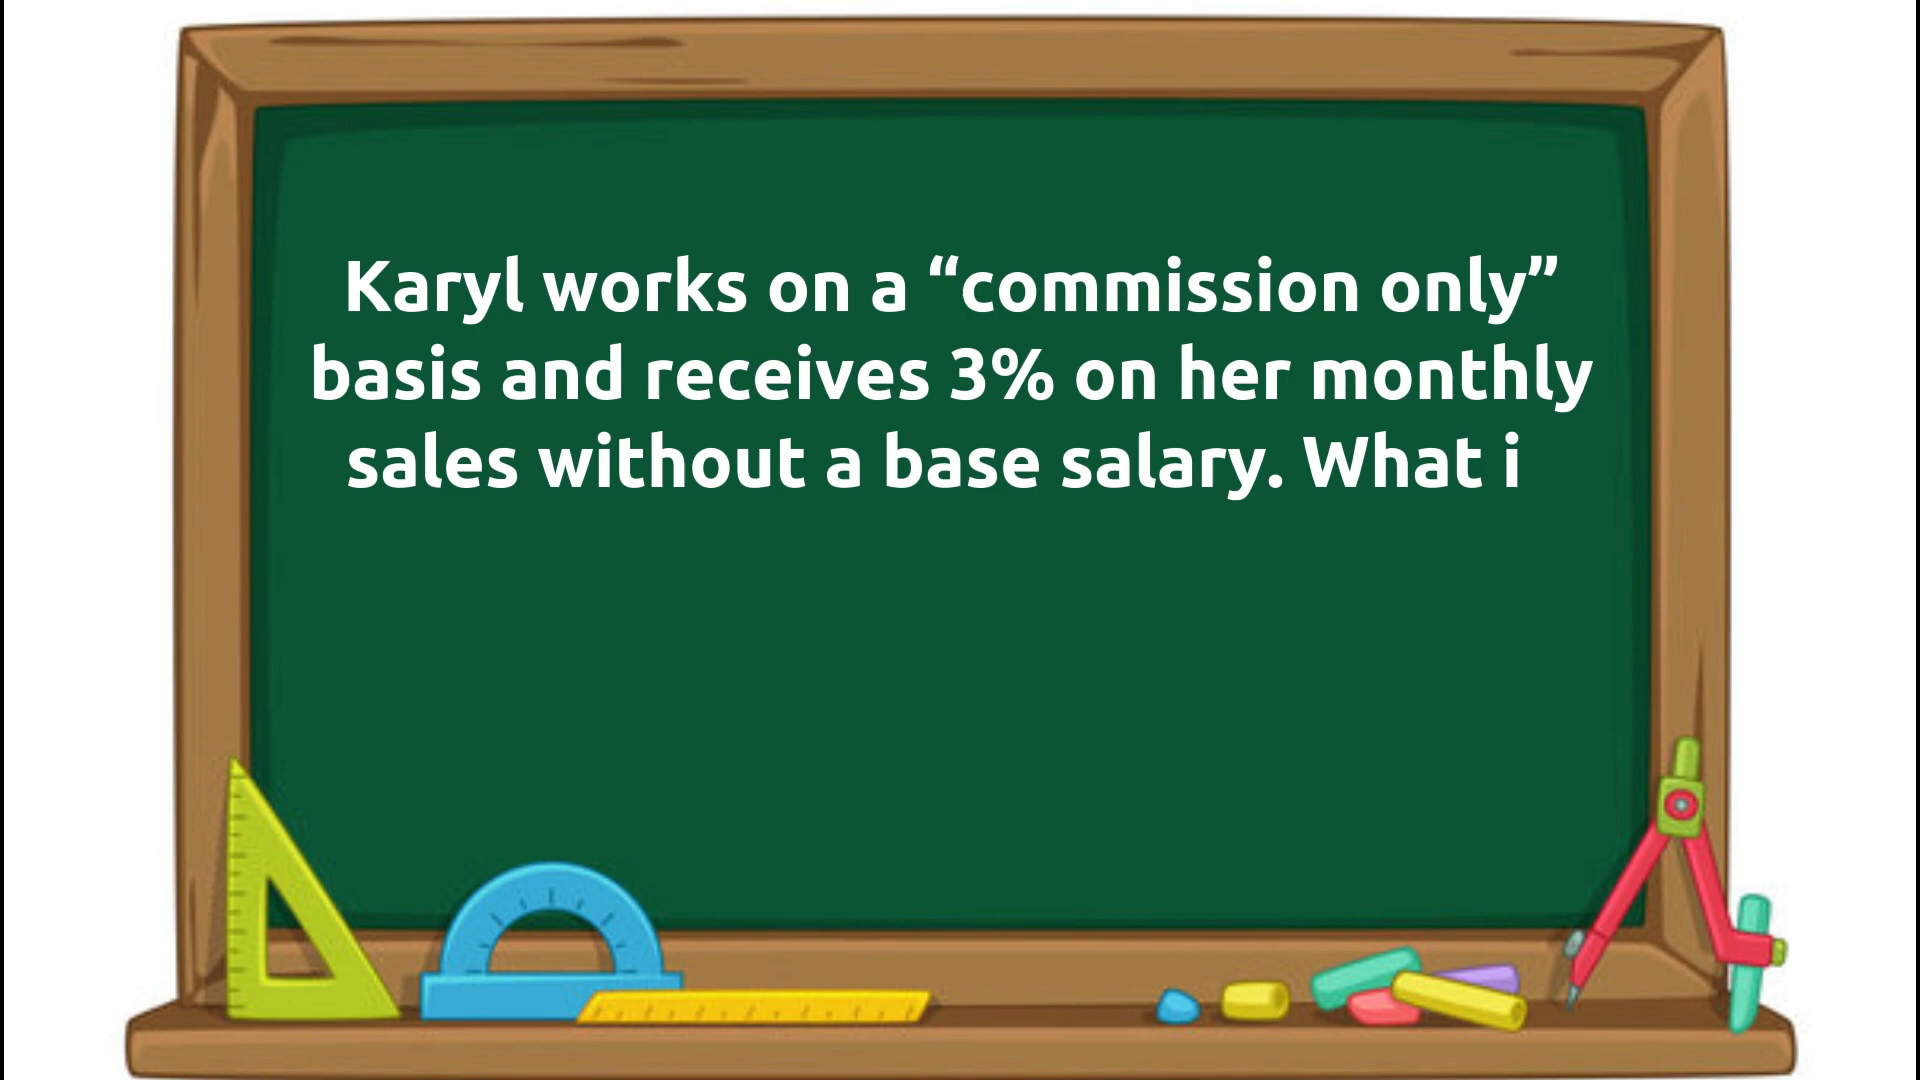 Karyl works on a “commission only”
basis and receives 3% on her monthly
sales without a base salary. What i